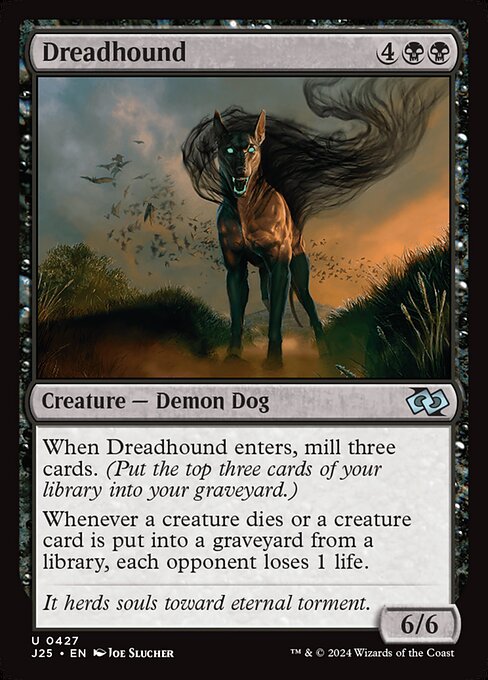 Dreadhound 4
Creature — Demon Dog
When Dreadhound enters, mill three
cards. (Put the top three cards of your
library into your graveyard.)
Whenever a creature dies or a creature
card is put into a graveyard from a
library, each opponent loses 1 life.
It herds souls toward eternal torment.
6/6
U 0427
J25 • EN Joe Slucher
™ & © 2024 Wizards of the Coast